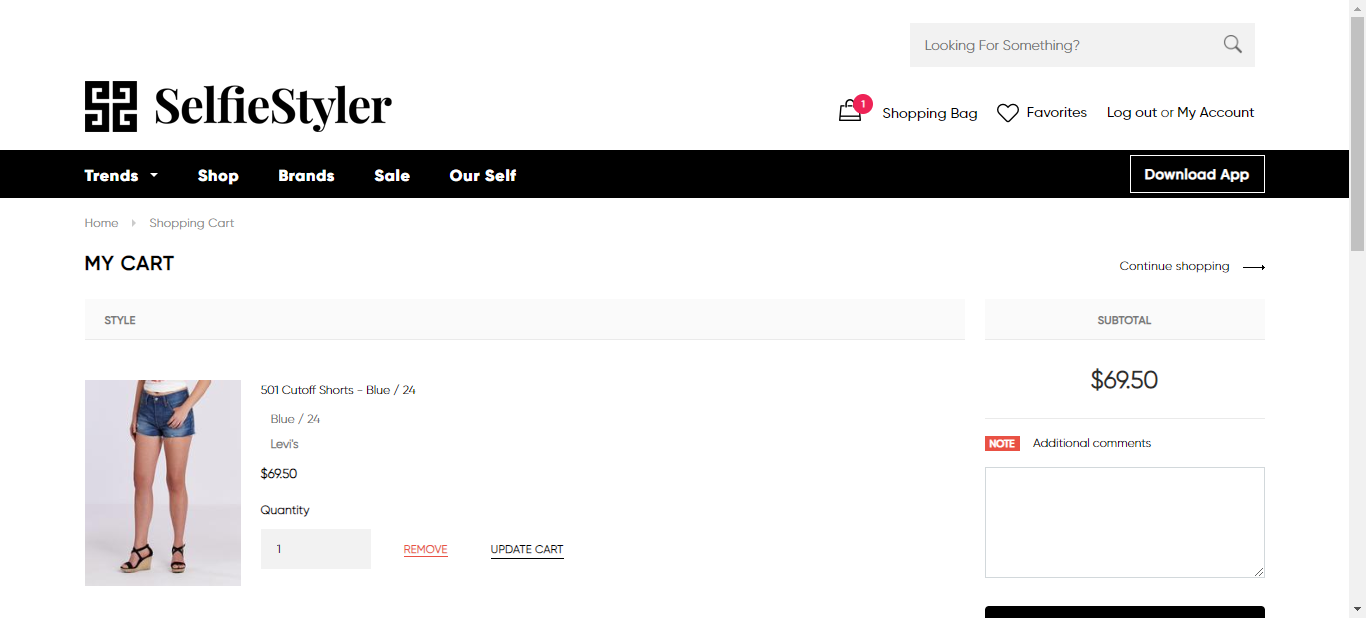 Looking For Something?
SelfieStyler
1
Shopping Bag
Favorites
Log out or My Account
Trends
Shop
Brands
Sale
Our Self
Download App
Home
Shopping Cart
MY CART
Continue shopping
STYLE
SUBTOTAL
501 Cutoff Shorts - Blue / 24
Blue / 24
Levi's
$69.50
Quantity
1
REMOVE
UPDATE CART
$69.50
NOTE Additional comments